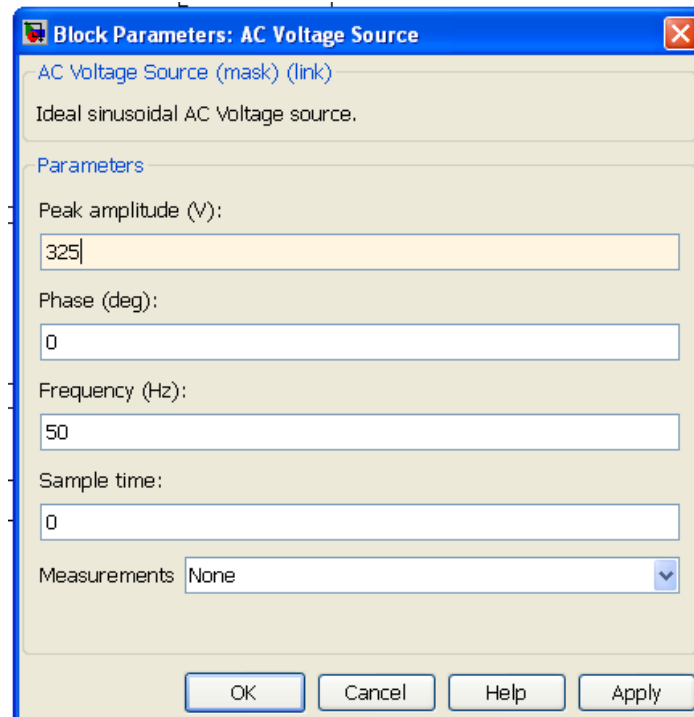 Block Parameters: AC Voltage Source
AC Voltage Source (mask) (link)
Ideal sinusoidal AC Voltage source.
Parameters
Peak amplitude (V):
325
Phase (deg):
0
Frequency (Hz):
50
Sample time:
0
Measurements None
OK Cancel Help Apply